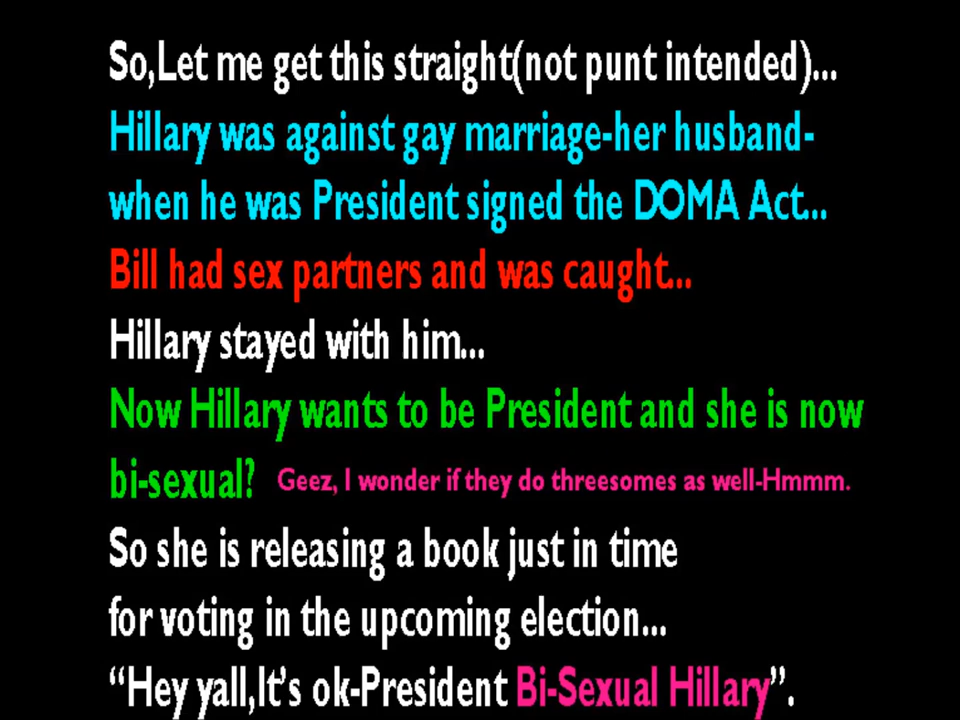 So,Let me get this straight(not punt intended)...
Hillary was against gay marriage-her husband-
when he was President signed the DOMA Act...
Bill had sex partners and was caught...
Hillary stayed with him...
Now Hillary wants to be President and she is now
bi-sexual? Geez, I wonder if they do threesomes as well-Hmmm.
So she is releasing a book just in time
for voting in the upcoming election...
“Hey yall,It’s ok-President Bi-Sexual Hillary”.